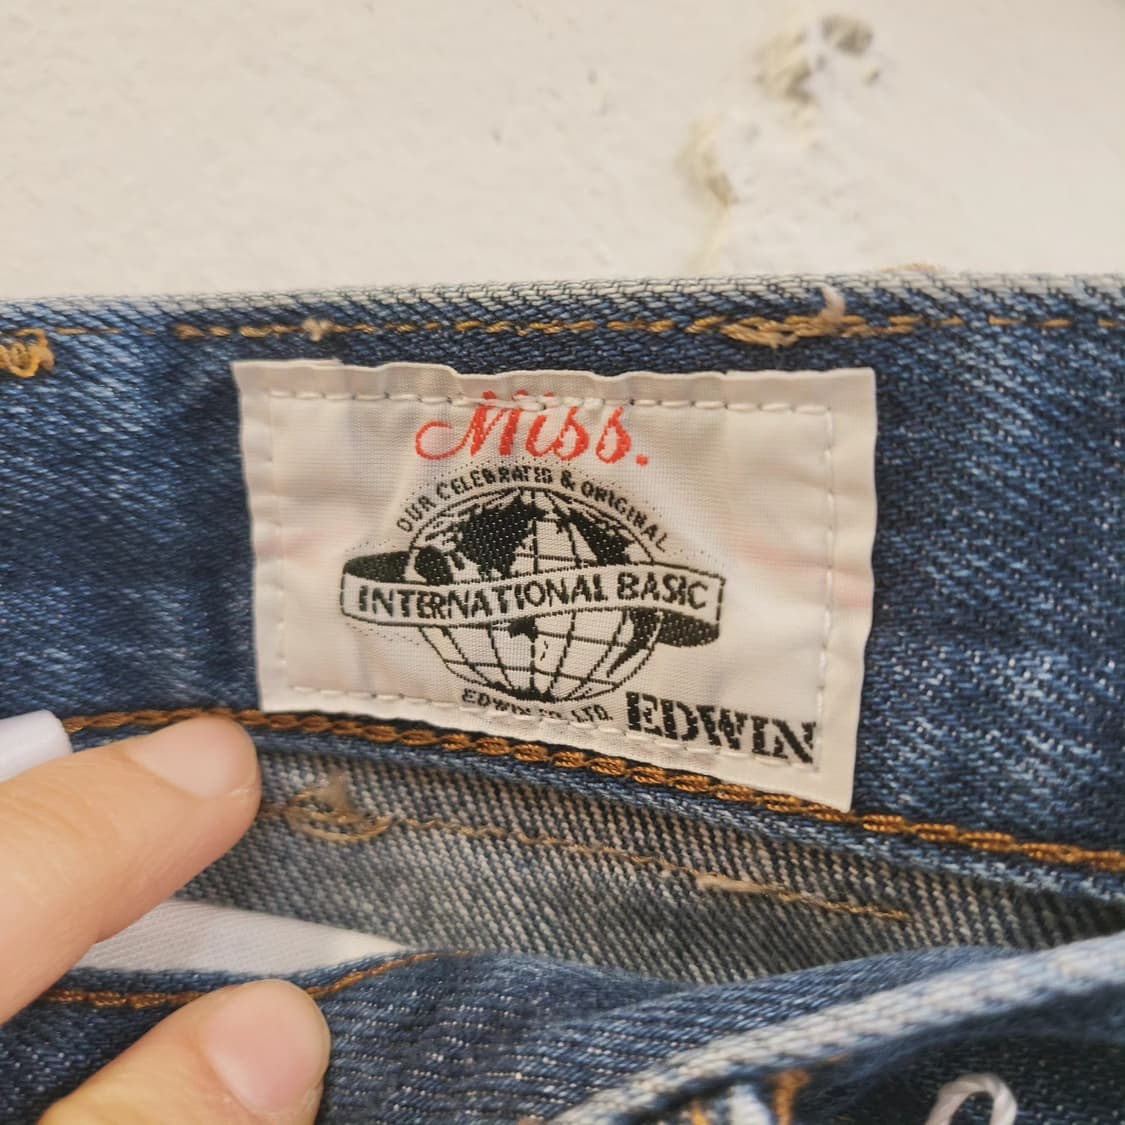 Miss.
OUR CELEBRATED & ORIGINAL
INTERNATIONAL BASIC
EDWIN CO., LTD.
EDWIN